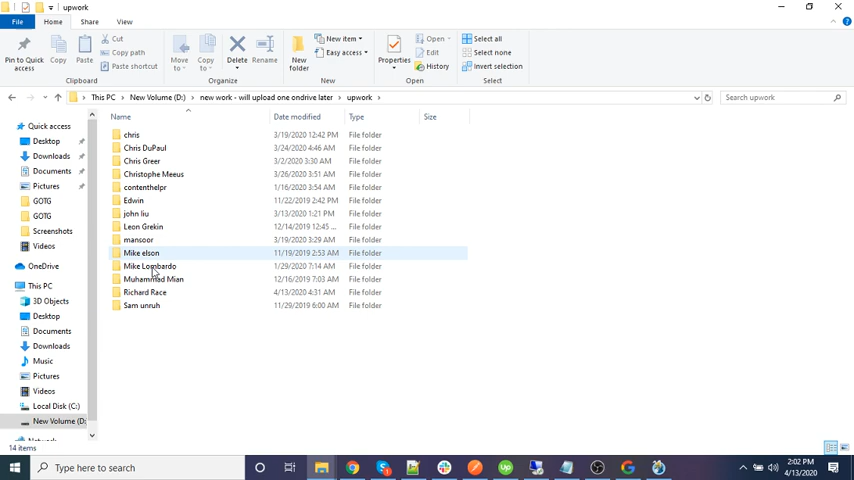 upwork
File
Home
Share
View
Pin to Quick access
Copy
Paste
Cut
Copy path
Paste shortcut
Clipboard
Move to
Copy to
Delete
Rename
Organize
New folder
New item
Easy access
New
Properties
Open
Edit
History
Open
Select all
Select none
Invert selection
Select
This PC > New Volume (D:) > new work - will upload one ondrive later > upwork >
Search upwork
Name Date modified Type Size
chris 3/19/2020 12:42 PM File folder
Chris DuPaul 3/24/2020 4:46 AM File folder
Chris Greer 3/2/2020 3:30 AM File folder
Christophe Meeus 3/26/2020 3:51 AM File folder
contenthelpr 1/16/2020 3:54 AM File folder
Edwin 11/22/2019 2:42 PM File folder
john liu 3/13/2020 1:21 PM File folder
Leon Grekin 12/14/2019 12:45 ... File folder
mansoor 3/19/2020 3:29 AM File folder
Mike elson 11/19/2019 2:53 AM File folder
Mike Lombardo 1/29/2020 7:14 AM File folder
Muhammad Mian 12/16/2019 7:03 AM File folder
Richard Race 4/13/2020 4:31 AM File folder
Sam unruh 11/29/2019 6:00 AM File folder
Quick access
Desktop
Downloads
Documents
Pictures
GOTG
GOTG
Screenshots
Videos
OneDrive
This PC
3D Objects
Desktop
Documents
Downloads
Music
Pictures
Videos
Local Disk (C:)
New Volume (D:
14 items
Type here to search
2:02 PM
4/13/2020